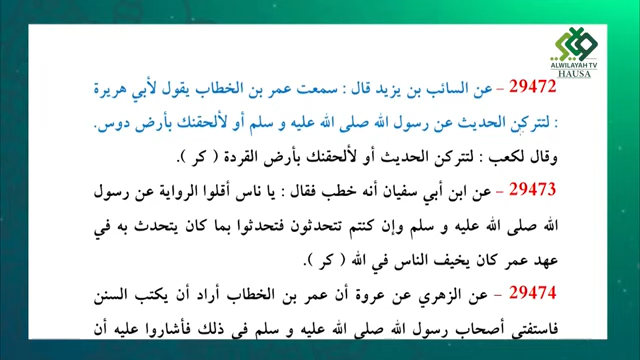 ALWILAYAH TV
HAUSA
29472 – عن السائب بن يزيد قال : سمعت عمر بن الخطاب يقول لأبي هريرة
: لتتركن الحديث عن رسول الله صلى الله عليه و سلم أو لألحقنك بأرض دوس.
وقال لكعب : لتتركن الحديث أو لألحقنك بأرض القردة ( كر ).
29473 – عن ابن أبي سفيان أنه خطب فقال : يا ناس أقلوا الرواية عن رسول
الله صلى الله عليه و سلم وإن كنتم تتحدثون فتحدثوا بما كان يتحدث به في
عهد عمر كان يخيف الناس في الله ( كر ).
29474 – عن الزهري عن عروة أن عمر بن الخطاب أراد أن يكتب السنن
فاستفتي أصحاب رسول الله صلى الله عليه و سلم في ذلك فأشاروا عليه أن